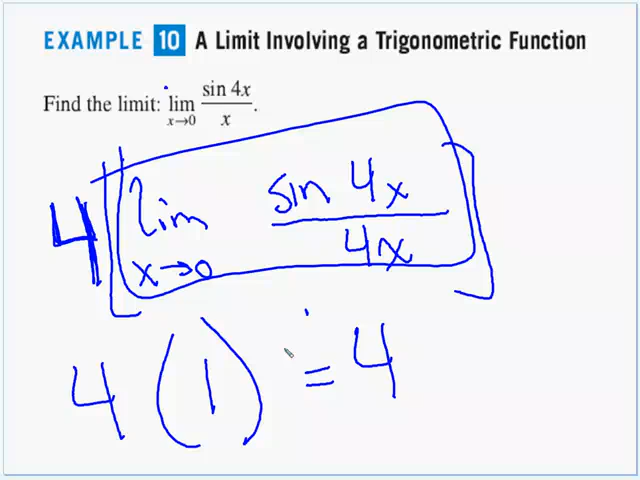 EXAMPLE 10 A Limit Involving a Trigonometric Function
Find the limit: lim x→0 sin 4x / x.
4 [lim x→0 sin 4x / 4x]
4 (1) = 4